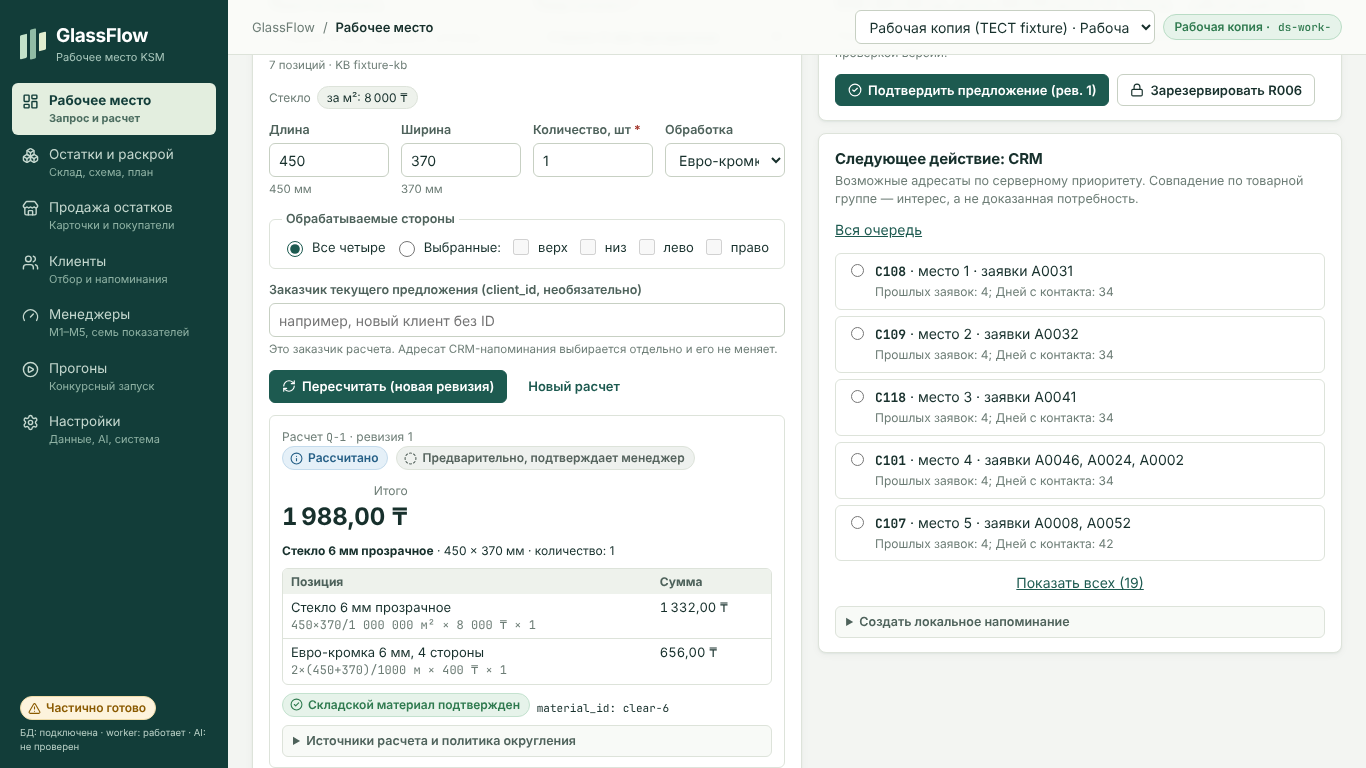 GlassFlow
Рабочее место KSM
Рабочее место
Запрос и расчет
Остатки и раскрой
Склад, схема, план
Продажа остатков
Карточки и покупатели
Клиенты
Отбор и напоминания
Менеджеры
M1–M5, семь показателей
Прогоны
Конкурсный запуск
Настройки
Данные, AI, система
Частично готово
БД: подключена · worker: работает · AI:
не проверен
GlassFlow / Рабочее место
Рабочая копия (ТЕСТ fixture) · Рабоча
Рабочая копия · ds-work-
7 позиций · KB fixture-kb
Стекло за м²: 8 000 ₸
Длина Ширина Количество, шт * Обработка
450 370 1 Евро-кромк
450 мм 370 мм
Обрабатываемые стороны
Все четыре Выбранные: верх низ лево право
Заказчик текущего предложения (client_id, необязательно)
например, новый клиент без ID
Это заказчик расчета. Адресат CRM-напоминания выбирается отдельно и его не меняет.
Пересчитать (новая ревизия) Новый расчет
Расчет Q-1 · ревизия 1
Рассчитано Предварительно, подтверждает менеджер
Итого
1 988,00 ₸
Стекло 6 мм прозрачное · 450 × 370 мм · количество: 1
Позиция Сумма
Стекло 6 мм прозрачное 1 332,00 ₸
450×370/1 000 000 м² × 8 000 ₸ × 1
Евро-кромка 6 мм, 4 стороны 656,00 ₸
2×(450+370)/1000 м × 400 ₸ × 1
Складской материал подтвержден material_id: clear-6
Источники расчета и политика округления
проверкой версии.
Подтвердить предложение (рев. 1) Зарезервировать R006
Следующее действие: CRM
Возможные адресаты по серверному приоритету. Совпадение по товарной
группе — интерес, а не доказанная потребность.
Вся очередь
C108 · место 1 · заявки A0031
Прошлых заявок: 4; Дней с контакта: 34
C109 · место 2 · заявки A0032
Прошлых заявок: 4; Дней с контакта: 34
C118 · место 3 · заявки A0041
Прошлых заявок: 4; Дней с контакта: 34
C101 · место 4 · заявки A0046, A0024, A0002
Прошлых заявок: 4; Дней с контакта: 34
C107 · место 5 · заявки A0008, A0052
Прошлых заявок: 4; Дней с контакта: 42
Показать всех (19)
Создать локальное напоминание